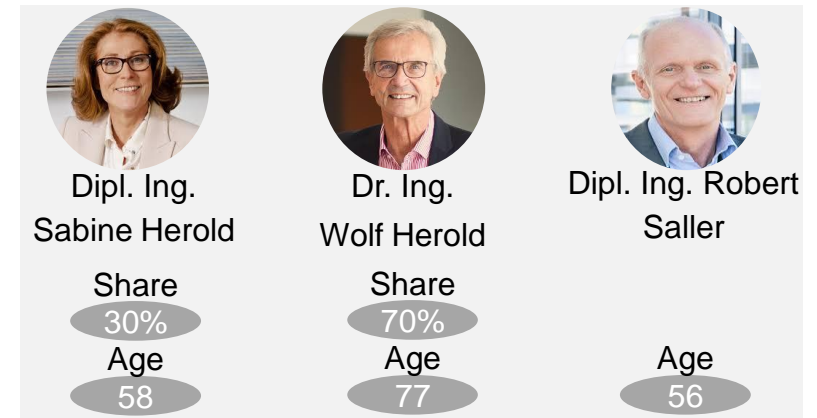 Dipl. Ing.
Sabine Herold
Share
30%
Age
58
Dr. Ing.
Wolf Herold
Share
70%
Age
77
Dipl. Ing. Robert
Saller
Age
56